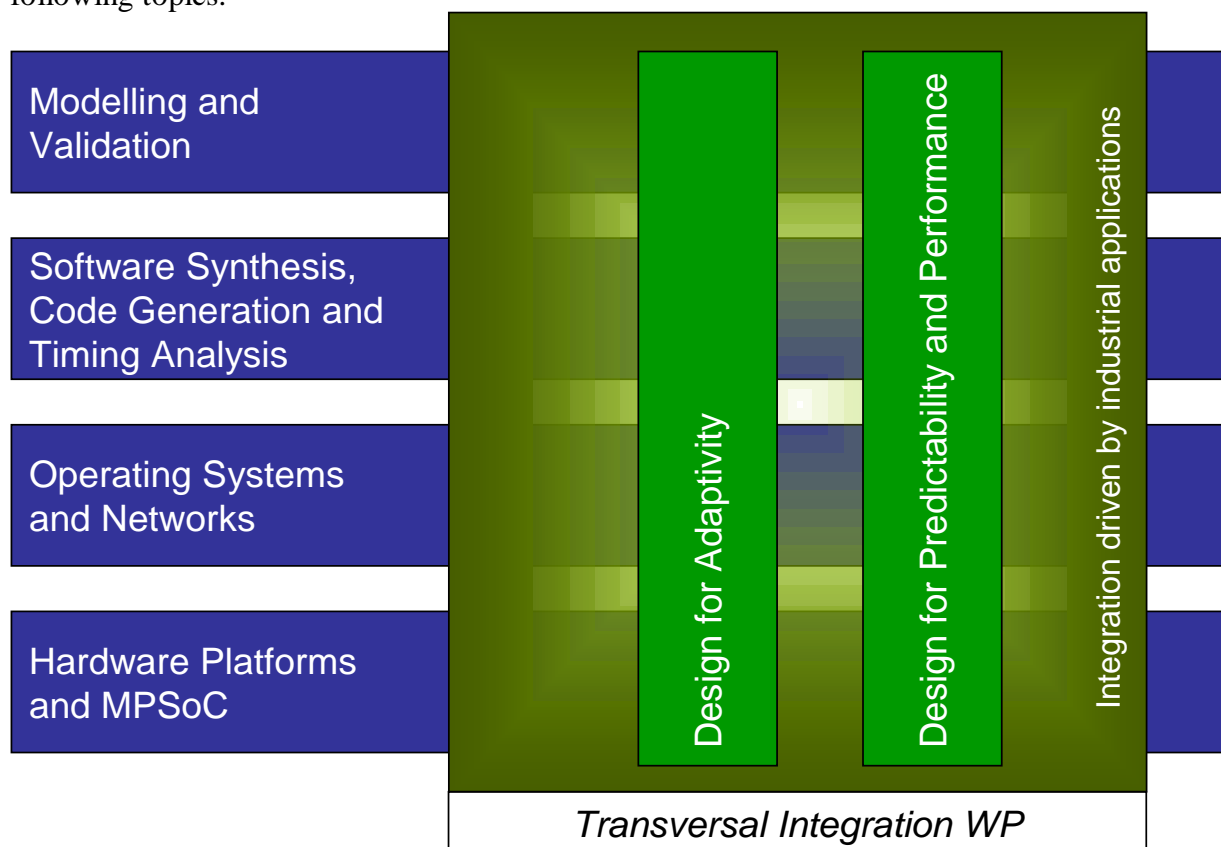 following topics.
Modelling and
Validation
Software Synthesis,
Code Generation and
Timing Analysis
Operating Systems
and Networks
Hardware Platforms
and MPSoC
Design for Adaptivity
Design for Predictability and Performance
Integration driven by industrial applications
Transversal Integration WP